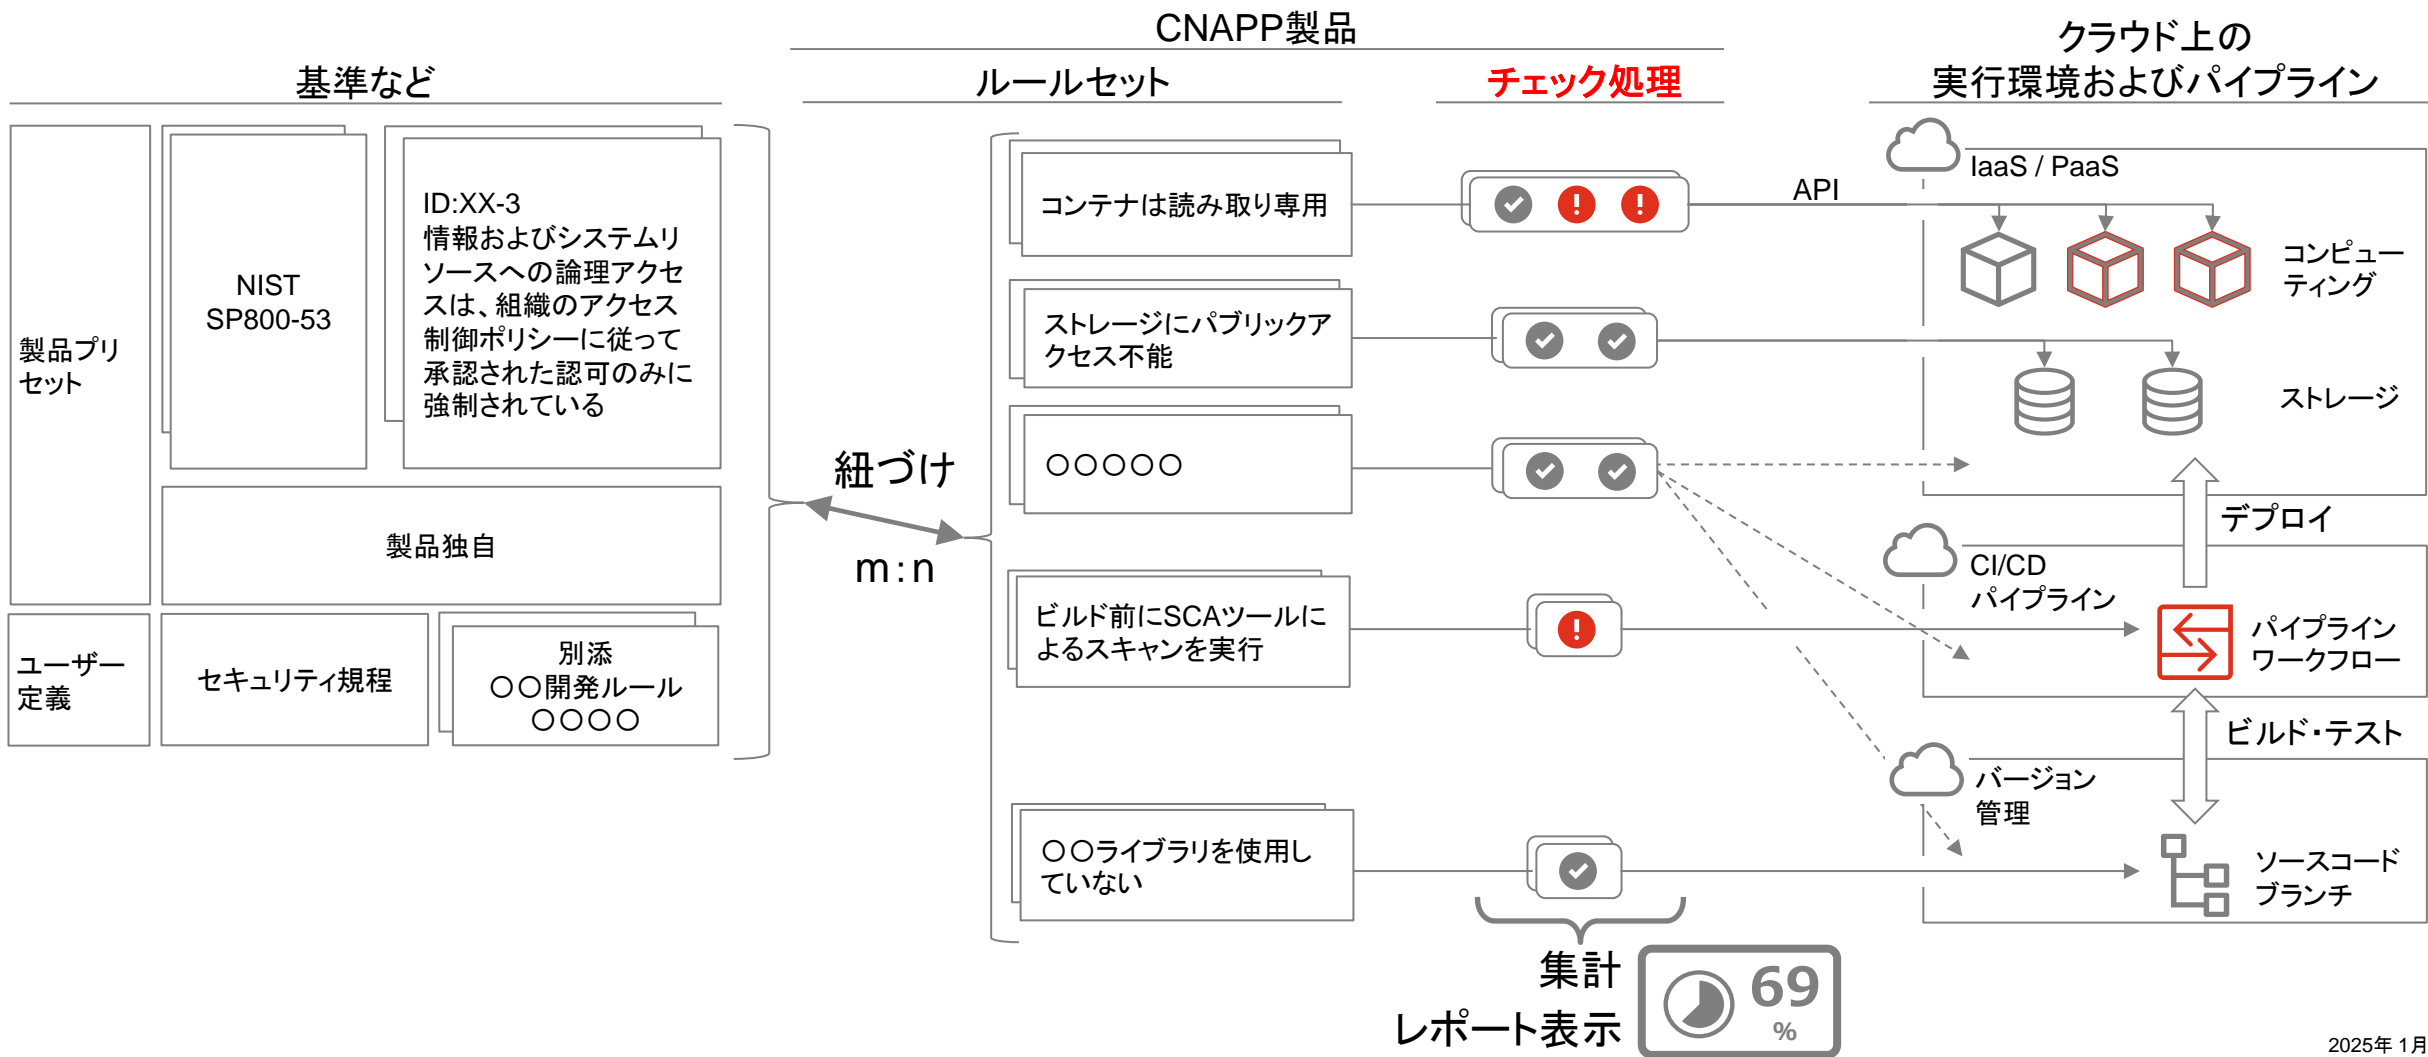 CNAPP製品
クラウド上の
実行環境およびパイプライン
基準など
ルールセット
チェック処理
製品プリ
セット
NIST
SP800-53
ID:XX-3
情報およびシステムリ
ソースへの論理アクセ
スは、組織のアクセス
制御ポリシーに従って
承認された認可のみに
強制されている
製品独自
ユーザー
定義
セキュリティ規程
別添
〇〇開発ルール
〇〇〇〇
紐づけ
m:n
コンテナは読み取り専用
ストレージにパブリックア
クセス不能
〇〇〇〇〇
ビルド前にSCAツールに
よるスキャンを実行
〇〇ライブラリを使用し
ていない
API
IaaS / PaaS
コンピュー
ティング
ストレージ
デプロイ
CI/CD
パイプライン
パイプライン
ワークフロー
ビルド・テスト
バージョン
管理
ソースコード
ブランチ
集計
レポート表示
69
%
2025年 1月